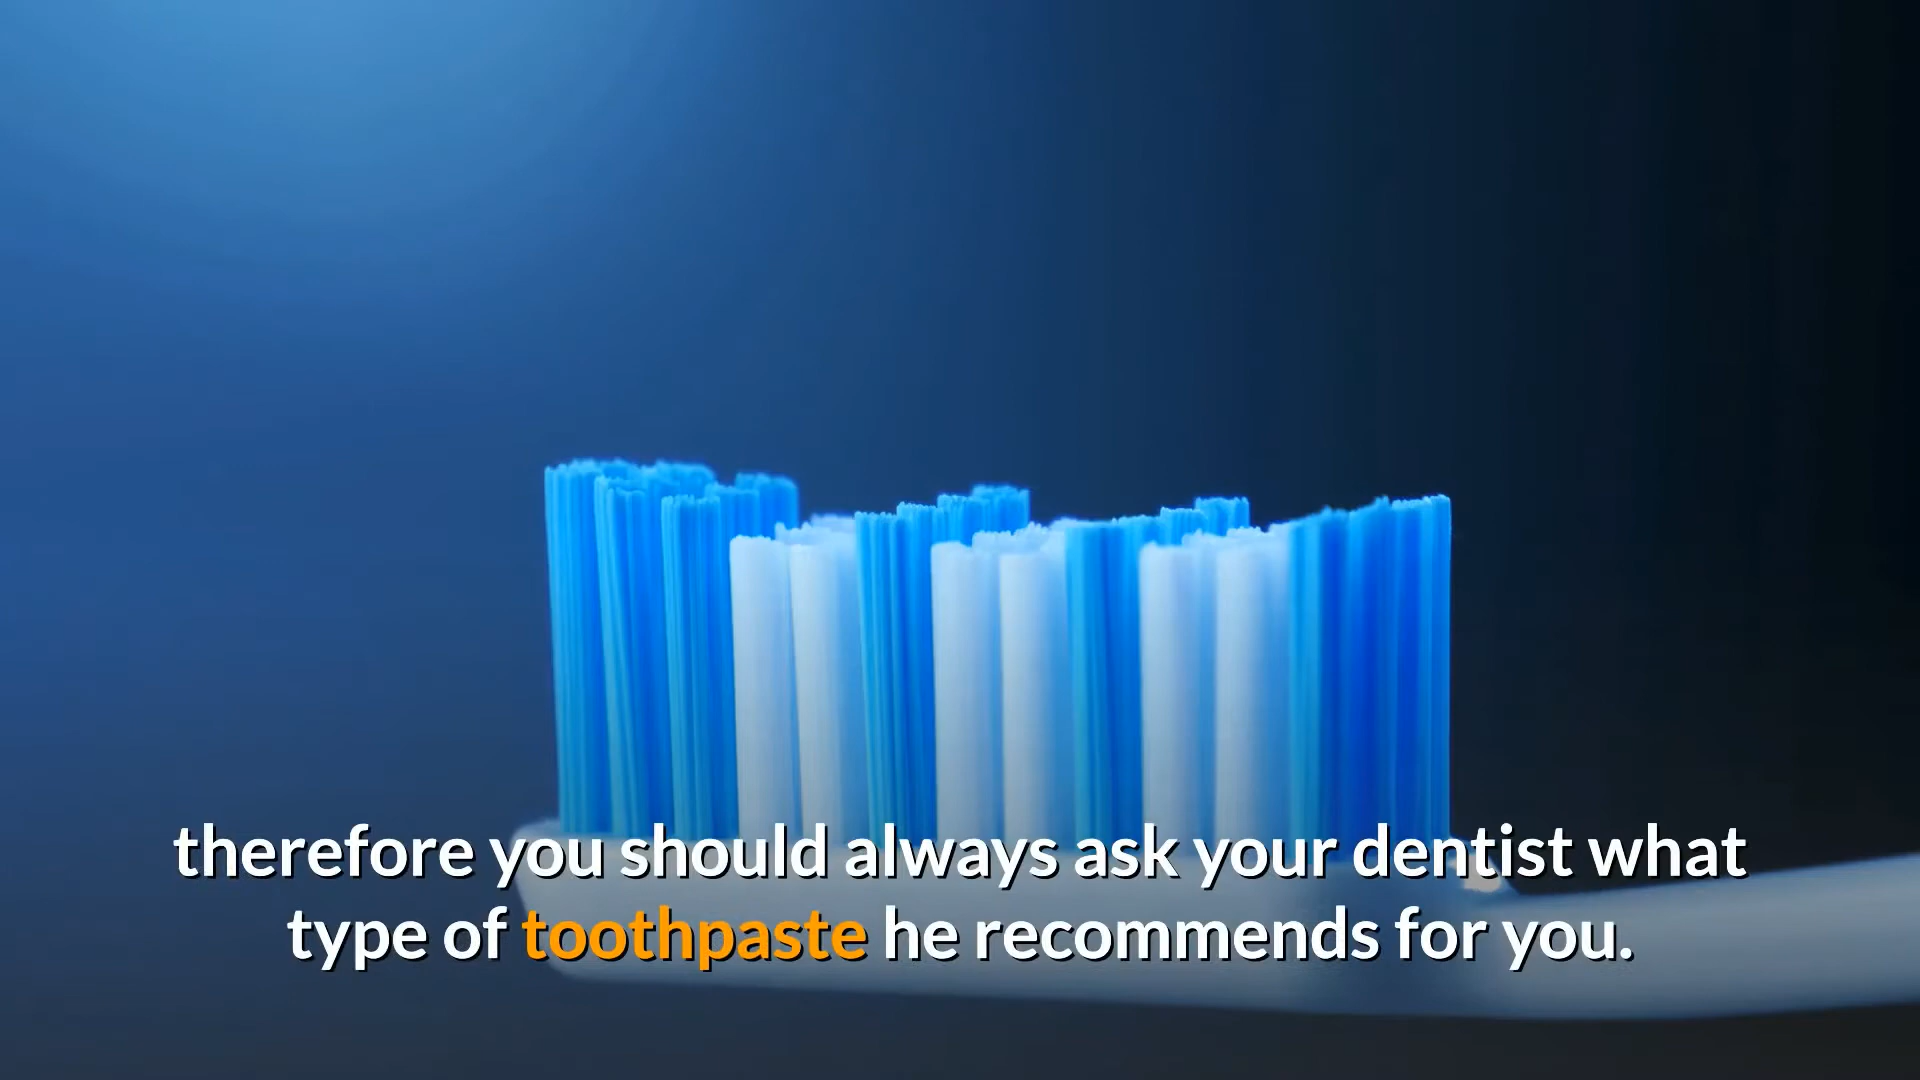 therefore you should always ask your dentist what
type of toothpaste he recommends for you.